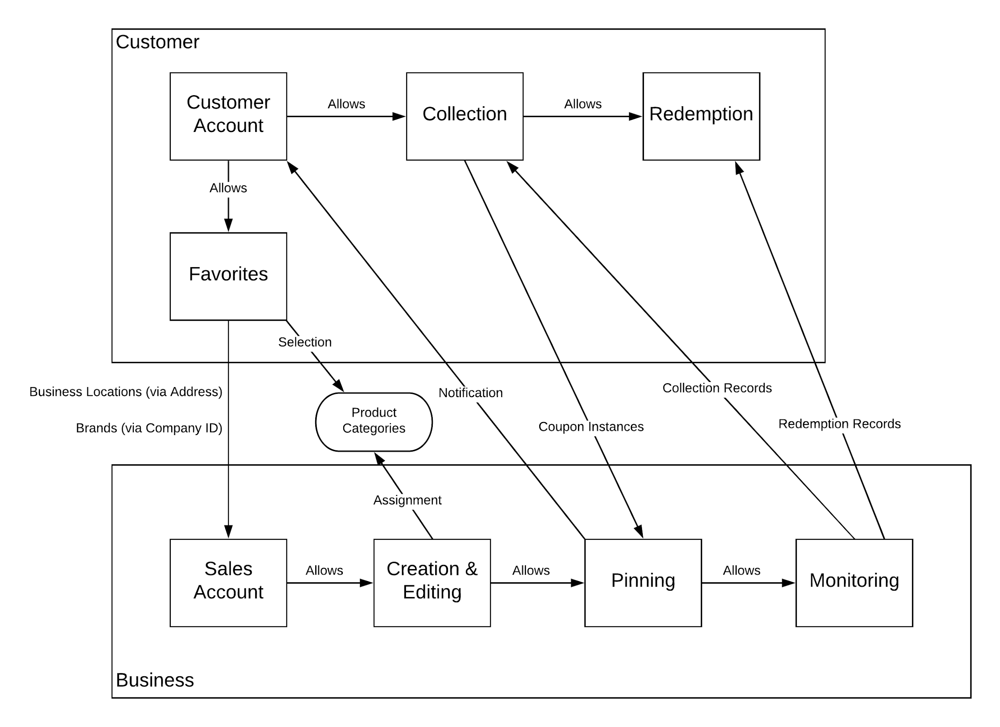 Customer
Customer
Account
Allows
Collection
Allows
Redemption
Allows
Favorites
Selection
Business Locations (via Address)
Brands (via Company ID)
Product
Categories
Notification
Coupon Instances
Collection Records
Redemption Records
Assignment
Sales
Account
Allows
Creation &
Editing
Allows
Pinning
Allows
Monitoring
Business